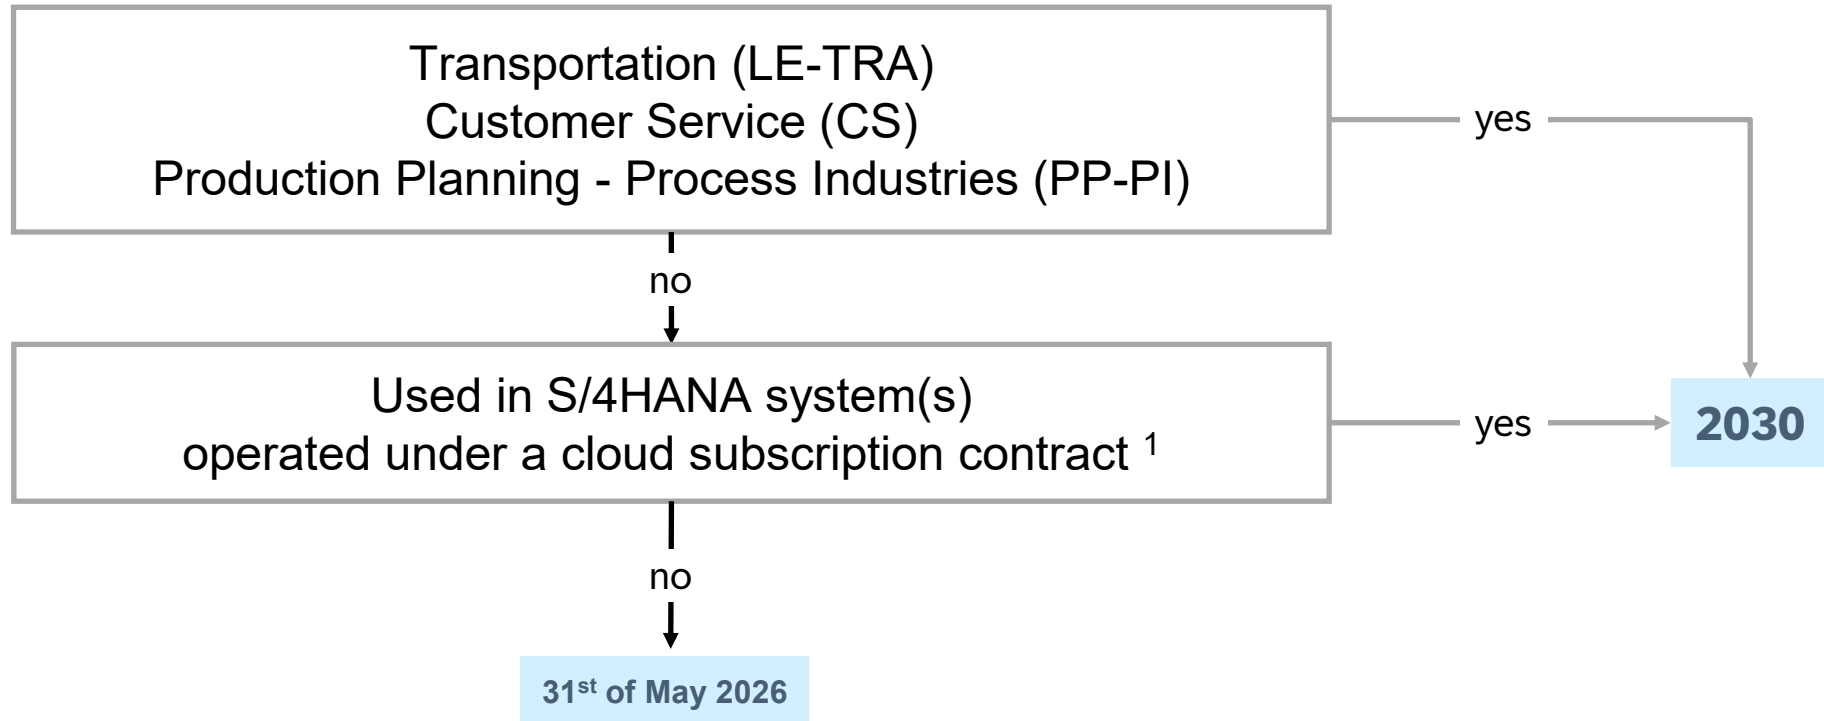 Transportation (LE-TRA)
Customer Service (CS)
Production Planning - Process Industries (PP-PI)
yes
no
Used in S/4HANA system(s)
operated under a cloud subscription contract ¹
yes
2030
no
31st of May 2026